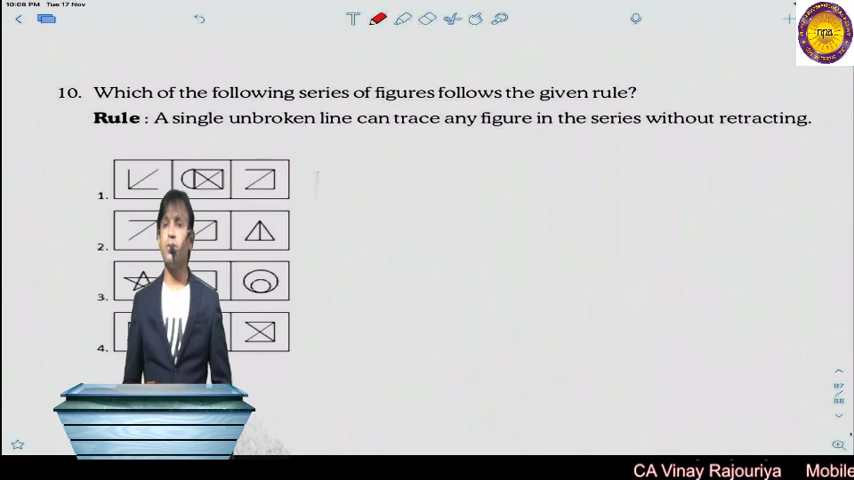 10:08 PM Tue 17 Nov
10. Which of the following series of figures follows the given rule?
Rule : A single unbroken line can trace any figure in the series without retracting.
1.
2.
3.
4.
87
88
CA Vinay Rajouriya Mobile